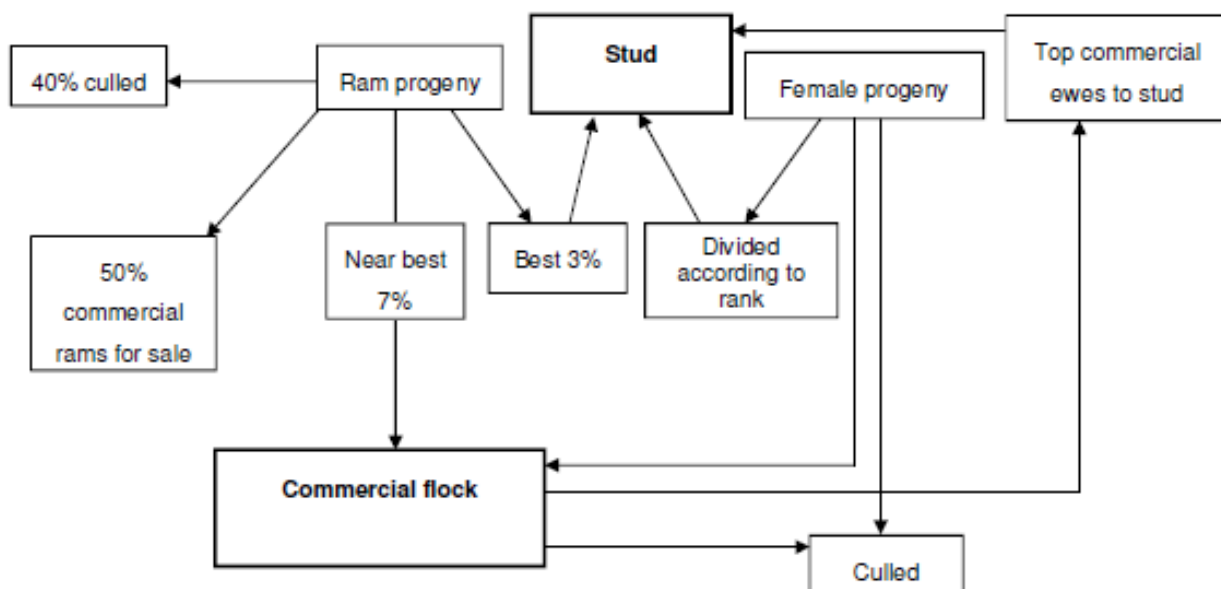 Stud
Top commercial
ewes to stud
40% culled
Ram progeny
Female progeny
50%
commercial
rams for sale
Near best
7%
Best 3%
Divided
according to
rank
Commercial flock
Culled